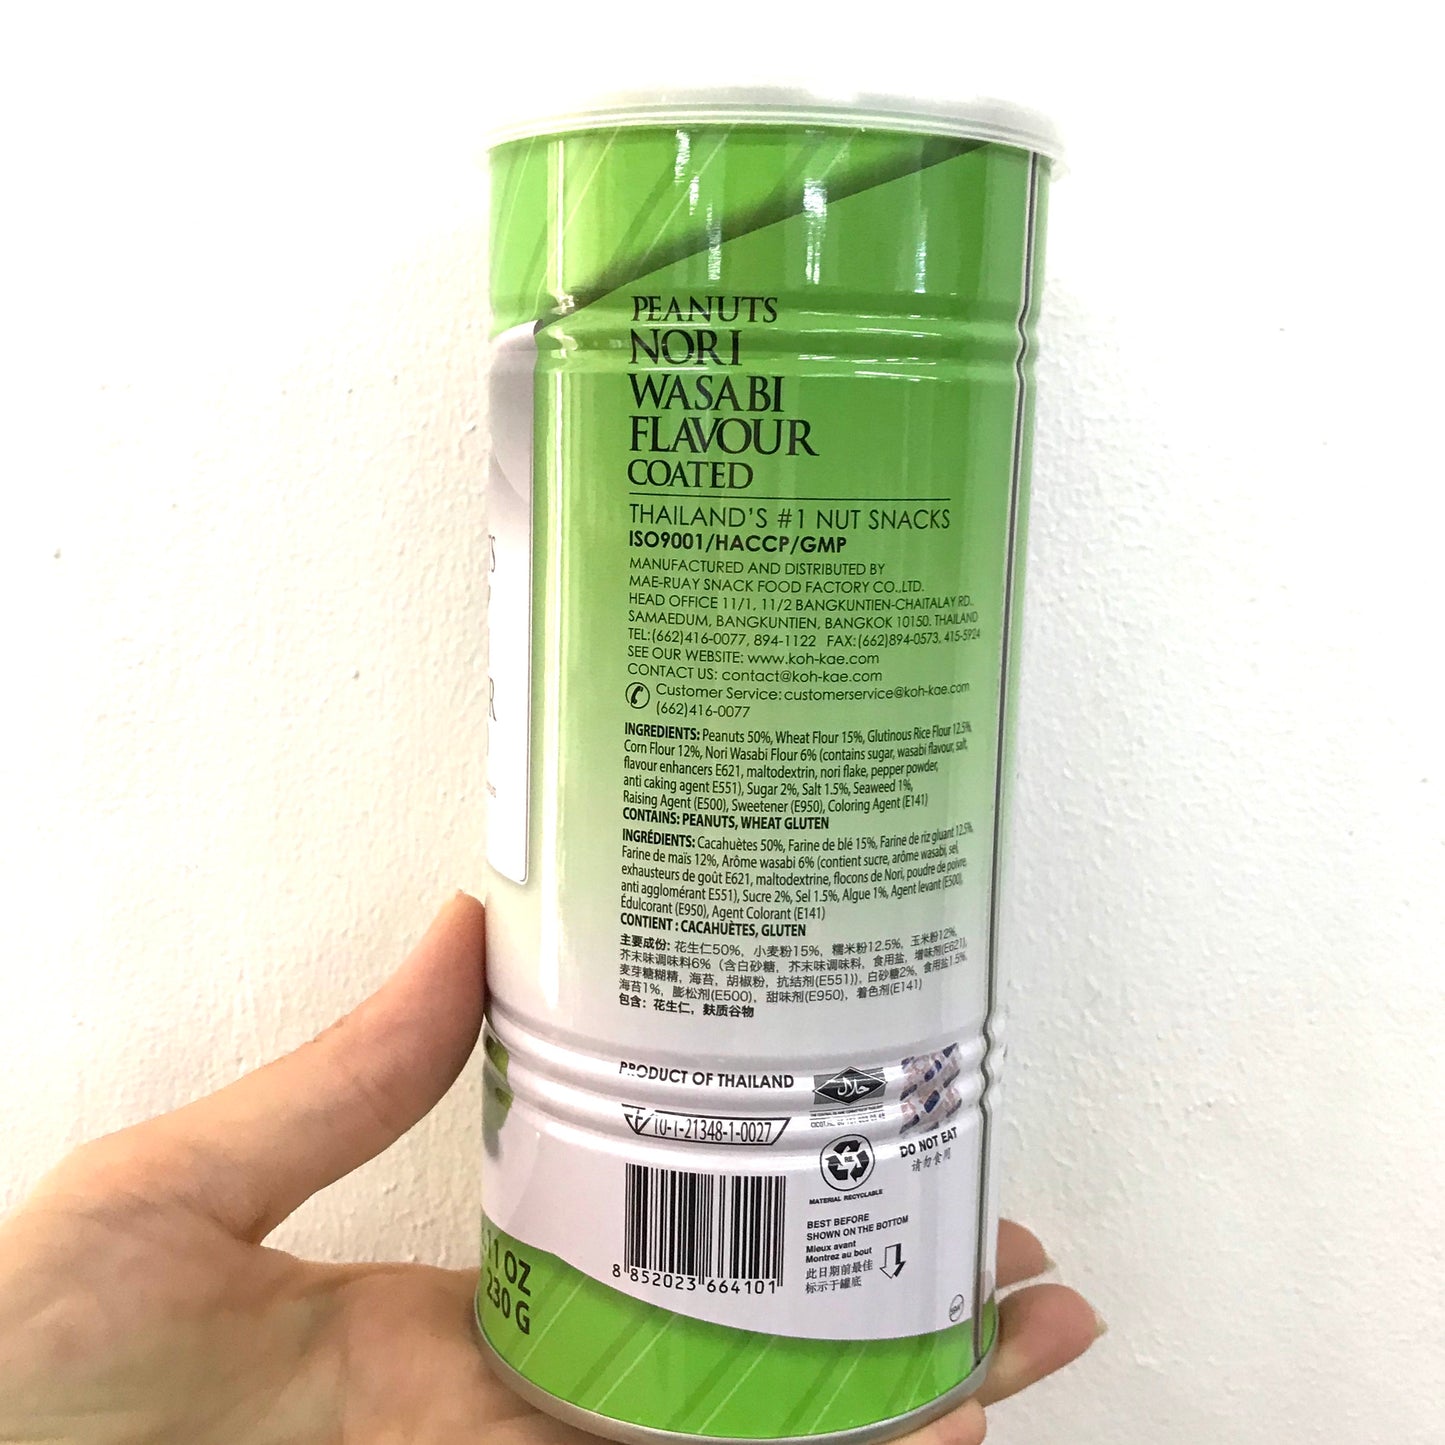 PEANUTS
NORI
WASABI
FLAVOUR
COATED
THAILAND'S #1 NUT SNACKS
ISO9001/HACCP/GMP
MANUFACTURED AND DISTRIBUTED BY
MAE-RUAY SNACK FOOD FACTORY CO.,LTD.
HEAD OFFICE 11/1, 11/2 BANGKUNTIEN-CHAITALAY RD.,
SAMAEDUM, BANGKUNTIEN, BANGKOK 10150. THAILAND
TEL:(662)416-0077, 894-1122 FAX:(662)894-0573, 415-5924
SEE OUR WEBSITE: www.koh-kae.com
CONTACT US: contact@koh-kae.com
Customer Service: customerservice@koh-kae.com
(662)416-0077
INGREDIENTS: Peanuts 50%, Wheat Flour 15%, Glutinous Rice Flour 12.5%,
Corn Flour 12%, Nori Wasabi Flour 6% (contains sugar, wasabi flavour, salt,
flavour enhancers E621, maltodextrin, nori flake, pepper powder,
anti caking agent E551), Sugar 2%, Salt 1.5%, Seaweed 1%,
Raising Agent (E500), Sweetener (E950), Coloring Agent (E141)
CONTAINS: PEANUTS, WHEAT GLUTEN
INGRÉDIENTS: Cacahuètes 50%, Farine de blé 15%, Farine de riz gluant 12.5%,
Farine de maïs 12%, Arôme wasabi 6% (contient sucre, arôme wasabi, sel,
exhausteurs de goût E621, maltodextrine, flocons de Nori, poudre de poivre,
anti agglomérant E551), Sucre 2%, Sel 1.5%, Algue 1%, Agent levant (E500),
Édulcorant (E950), Agent Colorant (E141)
CONTIENT : CACAHUÈTES, GLUTEN
主要成份: 花生仁50%, 小麦粉15%, 糯米粉12.5%, 玉米粉12%,
芥末味调味料6% (含白砂糖, 芥末味调味料, 食用盐, 增味剂(E621),
麦芽糖糊精, 海苔, 胡椒粉, 抗结剂(E551)), 白砂糖2%, 食用盐1.5%,
海苔1%, 膨松剂(E500), 甜味剂(E950), 着色剂(E141)
包含: 花生仁, 麸质谷物
PRODUCT OF THAILAND
حلال
10-1-21348-1-0027
DO NOT EAT
请勿食用
MATERIAL RECYCLABLE
BEST BEFORE
SHOWN ON THE BOTTOM
Mieux avant
Montrez au bout
此日期前最佳
标示于罐底
8 852023 664101
11 OZ
230 G